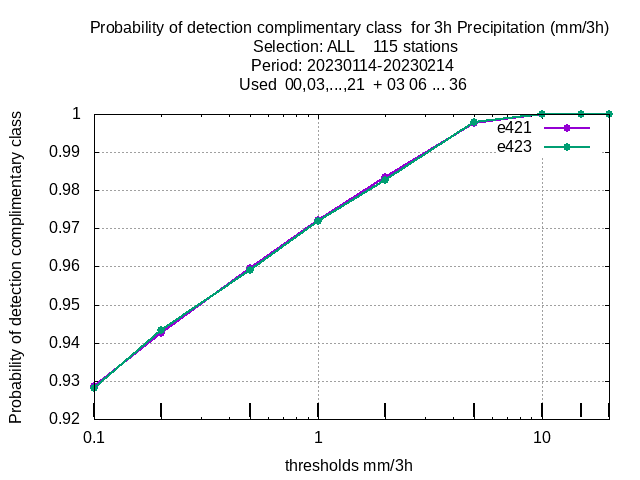 Probability of detection complimentary class  for 3h Precipitation (mm/3h)
Selection: ALL    115 stations
Period: 20230114-20230214
Used  00,03,...,21  + 03 06 ... 36
Probability of detection complimentary class
1
0.99
0.98
0.97
0.96
0.95
0.94
0.93
0.92
e421
e423
0.1
1
10
thresholds mm/3h